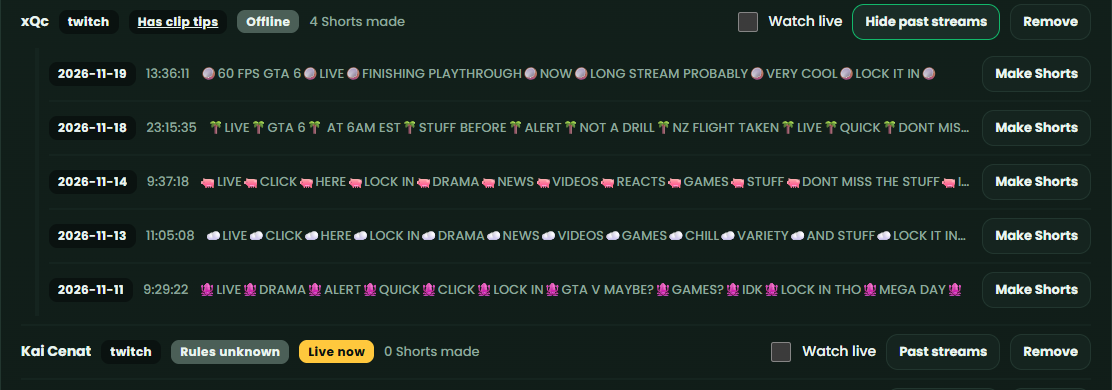 xQc twitch Has clip tips Offline 4 Shorts made Watch live Hide past streams Remove
2026-11-19 13:36:11 60 FPS GTA 6 LIVE FINISHING PLAYTHROUGH NOW LONG STREAM PROBABLY VERY COOL LOCK IT IN Make Shorts
2026-11-18 23:15:35 🌴LIVE🌴GTA 6🌴 AT 6AM EST🌴STUFF BEFORE🌴ALERT🌴NOT A DRILL🌴NZ FLIGHT TAKEN🌴LIVE🌴QUICK🌴DONT MIS... Make Shorts
2026-11-14 9:37:18 🐖LIVE🐖CLICK🐖HERE🐖LOCK IN🐖DRAMA🐖NEWS🐖VIDEOS🐖REACTS🐖GAMES🐖STUFF🐖DONT MISS THE STUFF🐖I... Make Shorts
2026-11-13 11:05:08 ☁️LIVE☁️CLICK☁️HERE☁️LOCK IN☁️DRAMA☁️NEWS☁️VIDEOS☁️GAMES☁️CHILL☁️VARIETY☁️AND STUFF☁️LOCK IT IN... Make Shorts
2026-11-11 9:29:22 🐙LIVE🐙DRAMA🐙ALERT🐙QUICK🐙CLICK🐙LOCK IN🐙GTA V MAYBE?🐙GAMES?🐙IDK🐙LOCK IN THO🐙MEGA DAY🐙 Make Shorts
Kai Cenat twitch Rules unknown Live now 0 Shorts made Watch live Past streams Remove